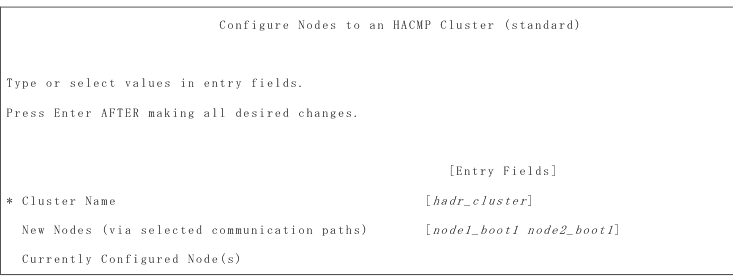 Configure Nodes to an HACMP Cluster (standard)
Type or select values in entry fields.
Press Enter AFTER making all desired changes.
[Entry Fields]
* Cluster Name [hadr_cluster]
New Nodes (via selected communication paths) [node1_boot1 node2_boot1]
Currently Configured Node(s)